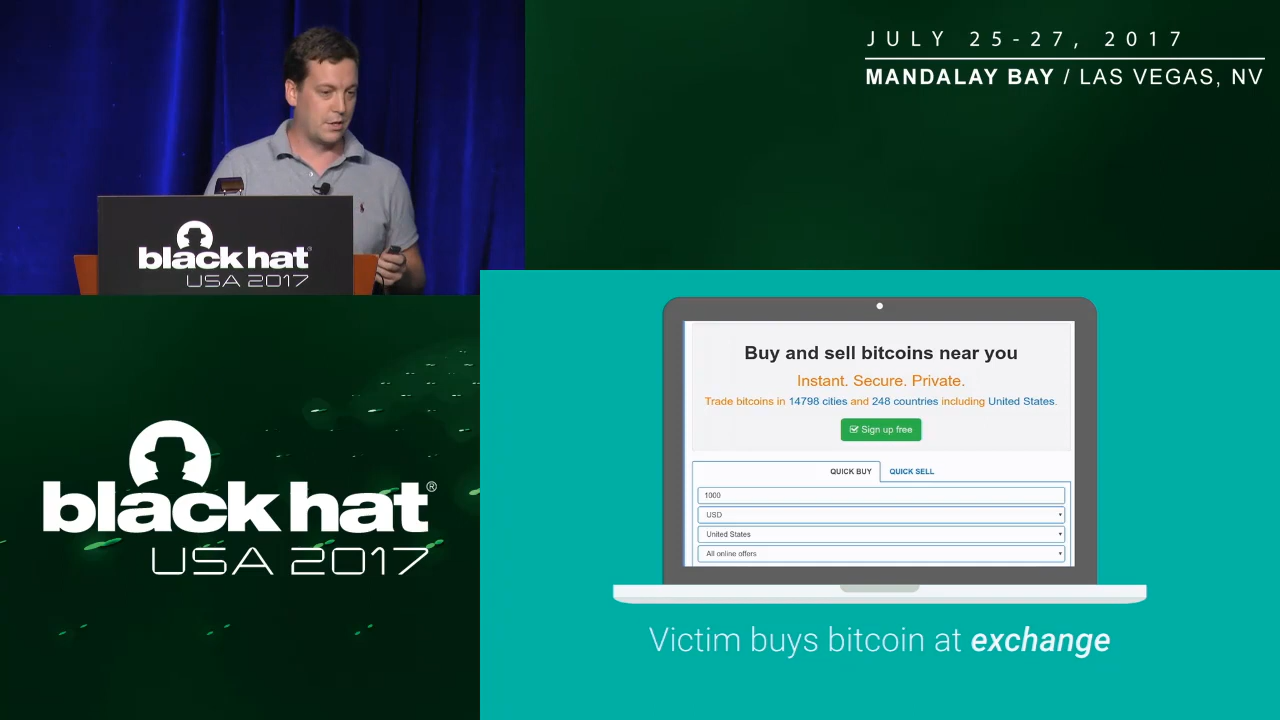 JULY 25-27, 2017
MANDALAY BAY / LAS VEGAS, NV
black hat®
USA 2017
Buy and sell bitcoins near you
Instant. Secure. Private.
Trade bitcoins in 14798 cities and 248 countries including United States.
Sign up free
QUICK BUY QUICK SELL
1000
USD
United States
All online offers
black hat®
USA 2017
Victim buys bitcoin at exchange